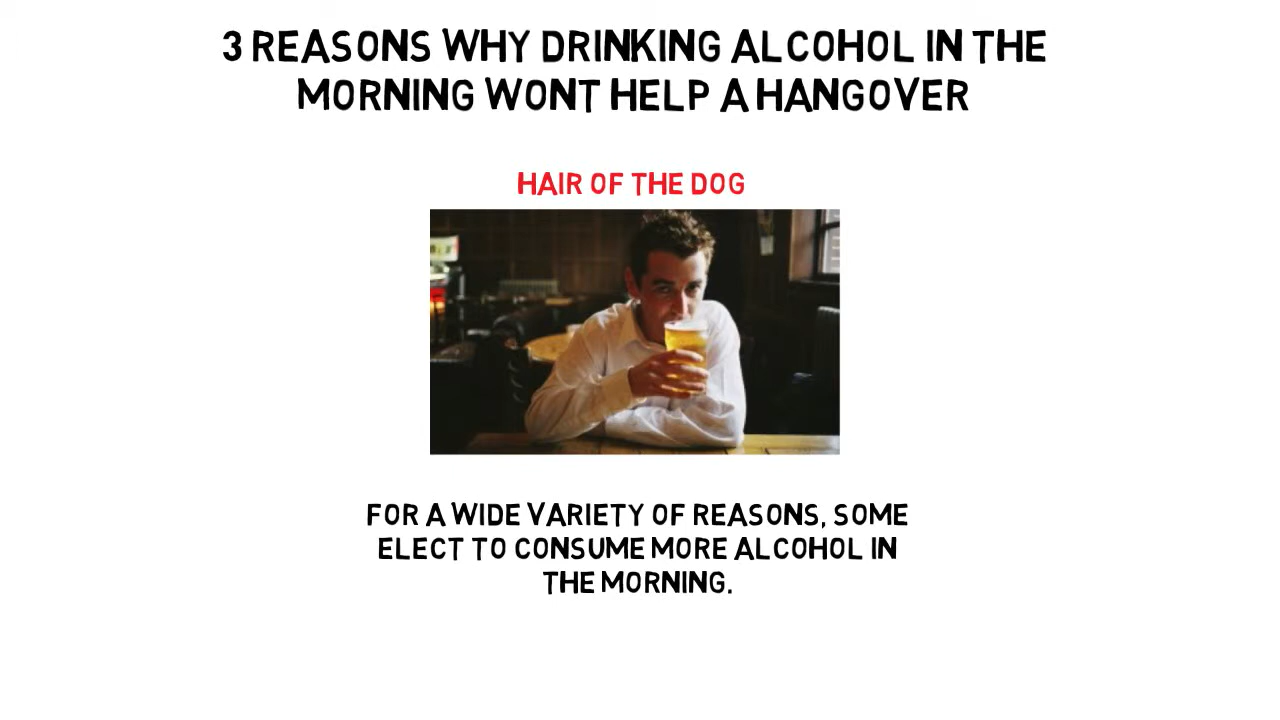 3 REASONS WHY DRINKING ALCOHOL IN THE
MORNING WONT HELP A HANGOVER
HAIR OF THE DOG
FOR A WIDE VARIETY OF REASONS, SOME
ELECT TO CONSUME MORE ALCOHOL IN
THE MORNING.